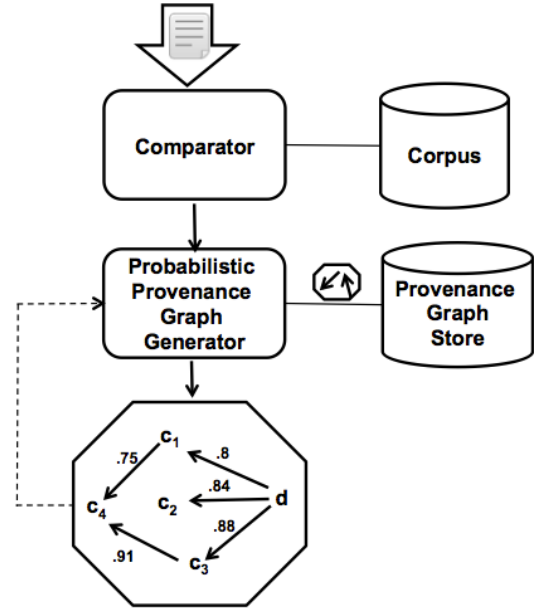 Comparator
Corpus
Probabilistic
Provenance
Graph
Generator
Provenance
Graph
Store
c1
.8
.75
.84
c2
d
c4
.88
.91
c3